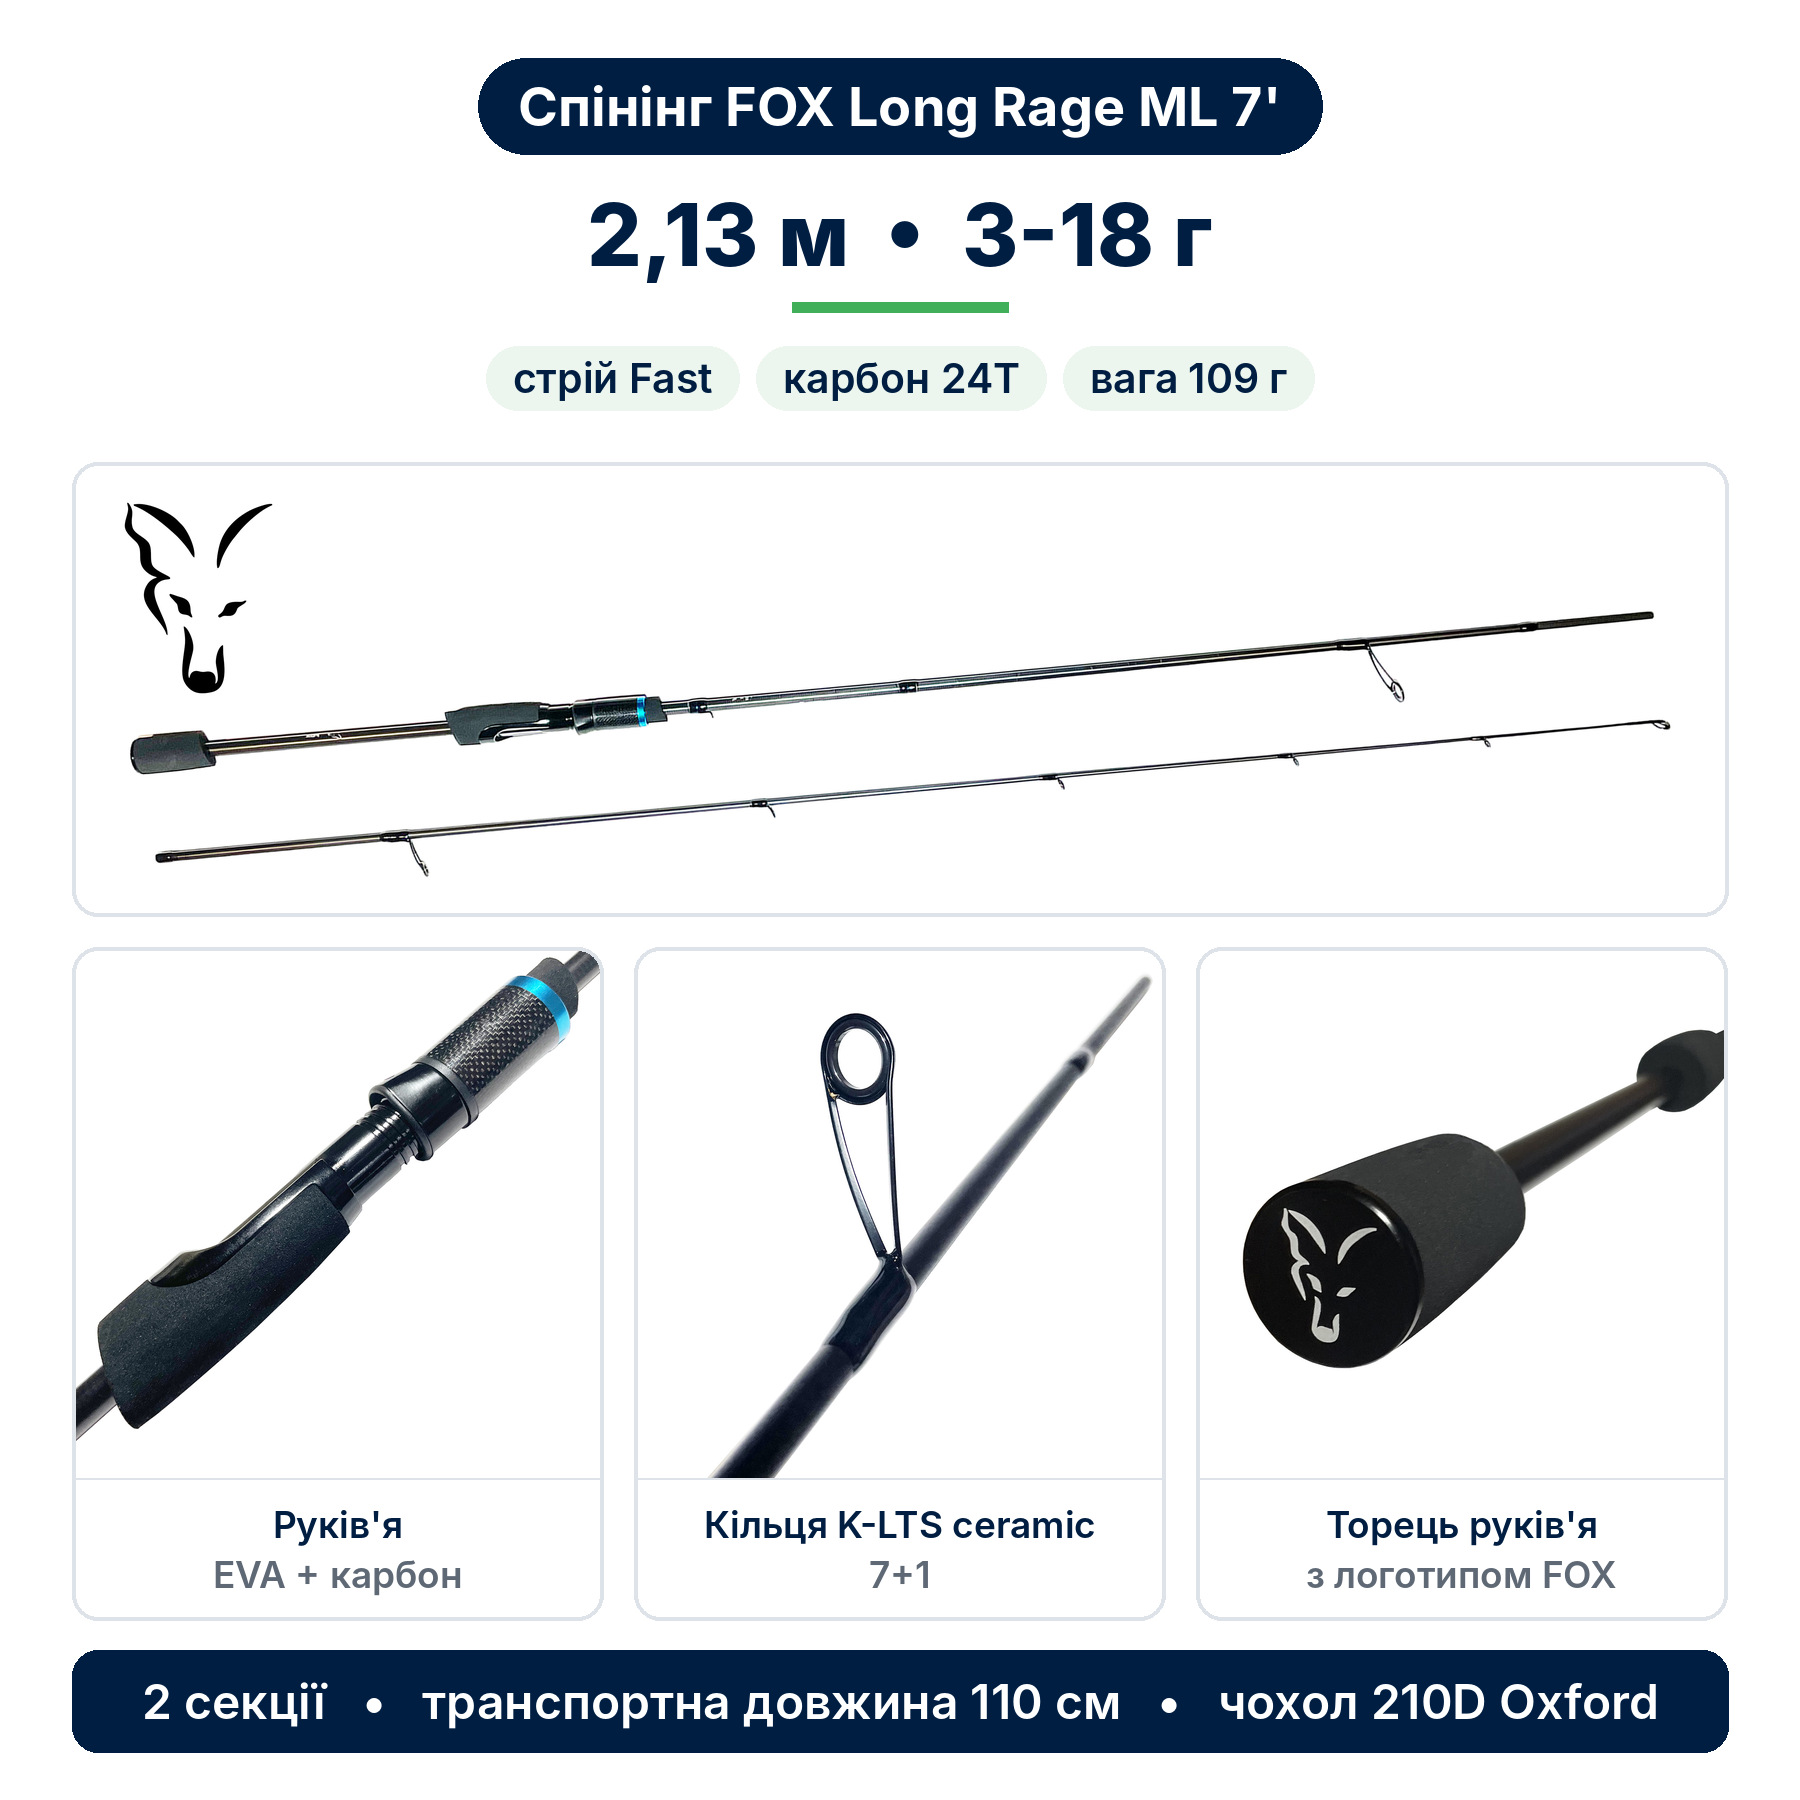 Спінінг FOX Long Rage ML 7'
2,13 м • 3-18 г
стрій Fast карбон 24T вага 109 г
Руків'я
EVA + карбон
Кільця K-LTS ceramic
7+1
Торець руків'я
з логотипом FOX
2 секції • транспортна довжина 110 см • чохол 210D Oxford